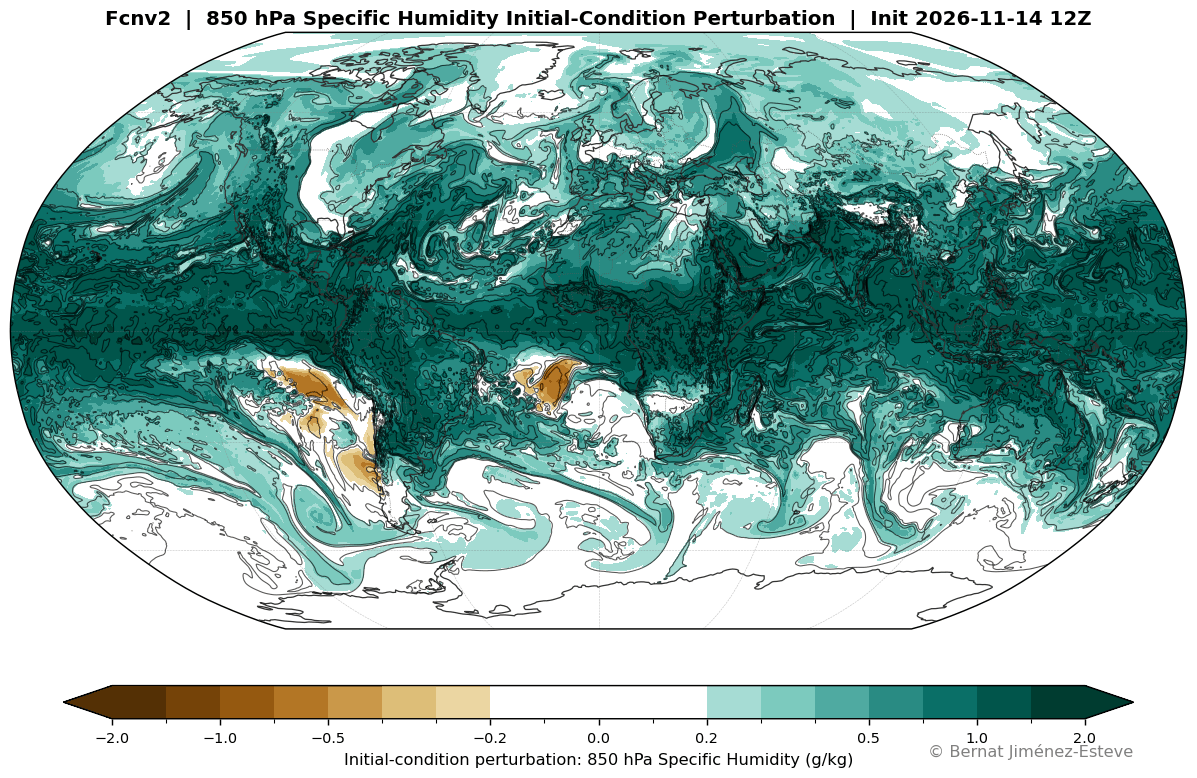 Fcnv2 | 850 hPa Specific Humidity Initial-Condition Perturbation | Init 2026-11-14 12Z
−2.0 −1.0 −0.5 −0.2 0.0 0.2 0.5 1.0 2.0
© Bernat Jiménez-Esteve
Initial-condition perturbation: 850 hPa Specific Humidity (g/kg)